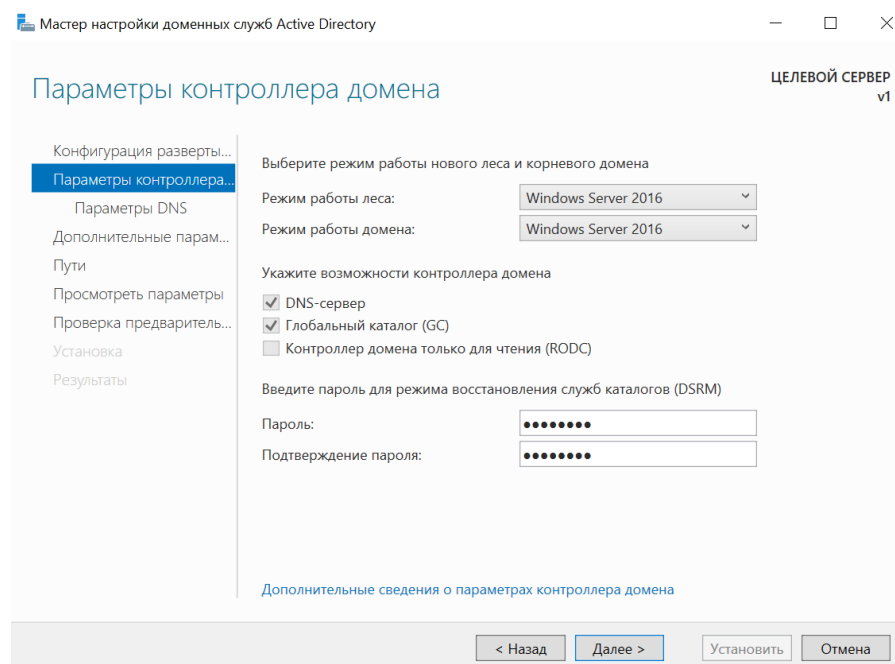 Мастер настройки доменных служб Active Directory
Параметры контроллера домена
ЦЕЛЕВОЙ СЕРВЕР
v1
Конфигурация разверты...
Параметры контроллера...
Параметры DNS
Дополнительные парам...
Пути
Просмотреть параметры
Проверка предваритель...
Установка
Результаты
Выберите режим работы нового леса и корневого домена
Режим работы леса: Windows Server 2016
Режим работы домена: Windows Server 2016
Укажите возможности контроллера домена
DNS-сервер
Глобальный каталог (GC)
Контроллер домена только для чтения (RODC)
Введите пароль для режима восстановления служб каталогов (DSRM)
Пароль: ●●●●●●●●
Подтверждение пароля: ●●●●●●●●
Дополнительные сведения о параметрах контроллера домена
< Назад Далее > Установить Отмена